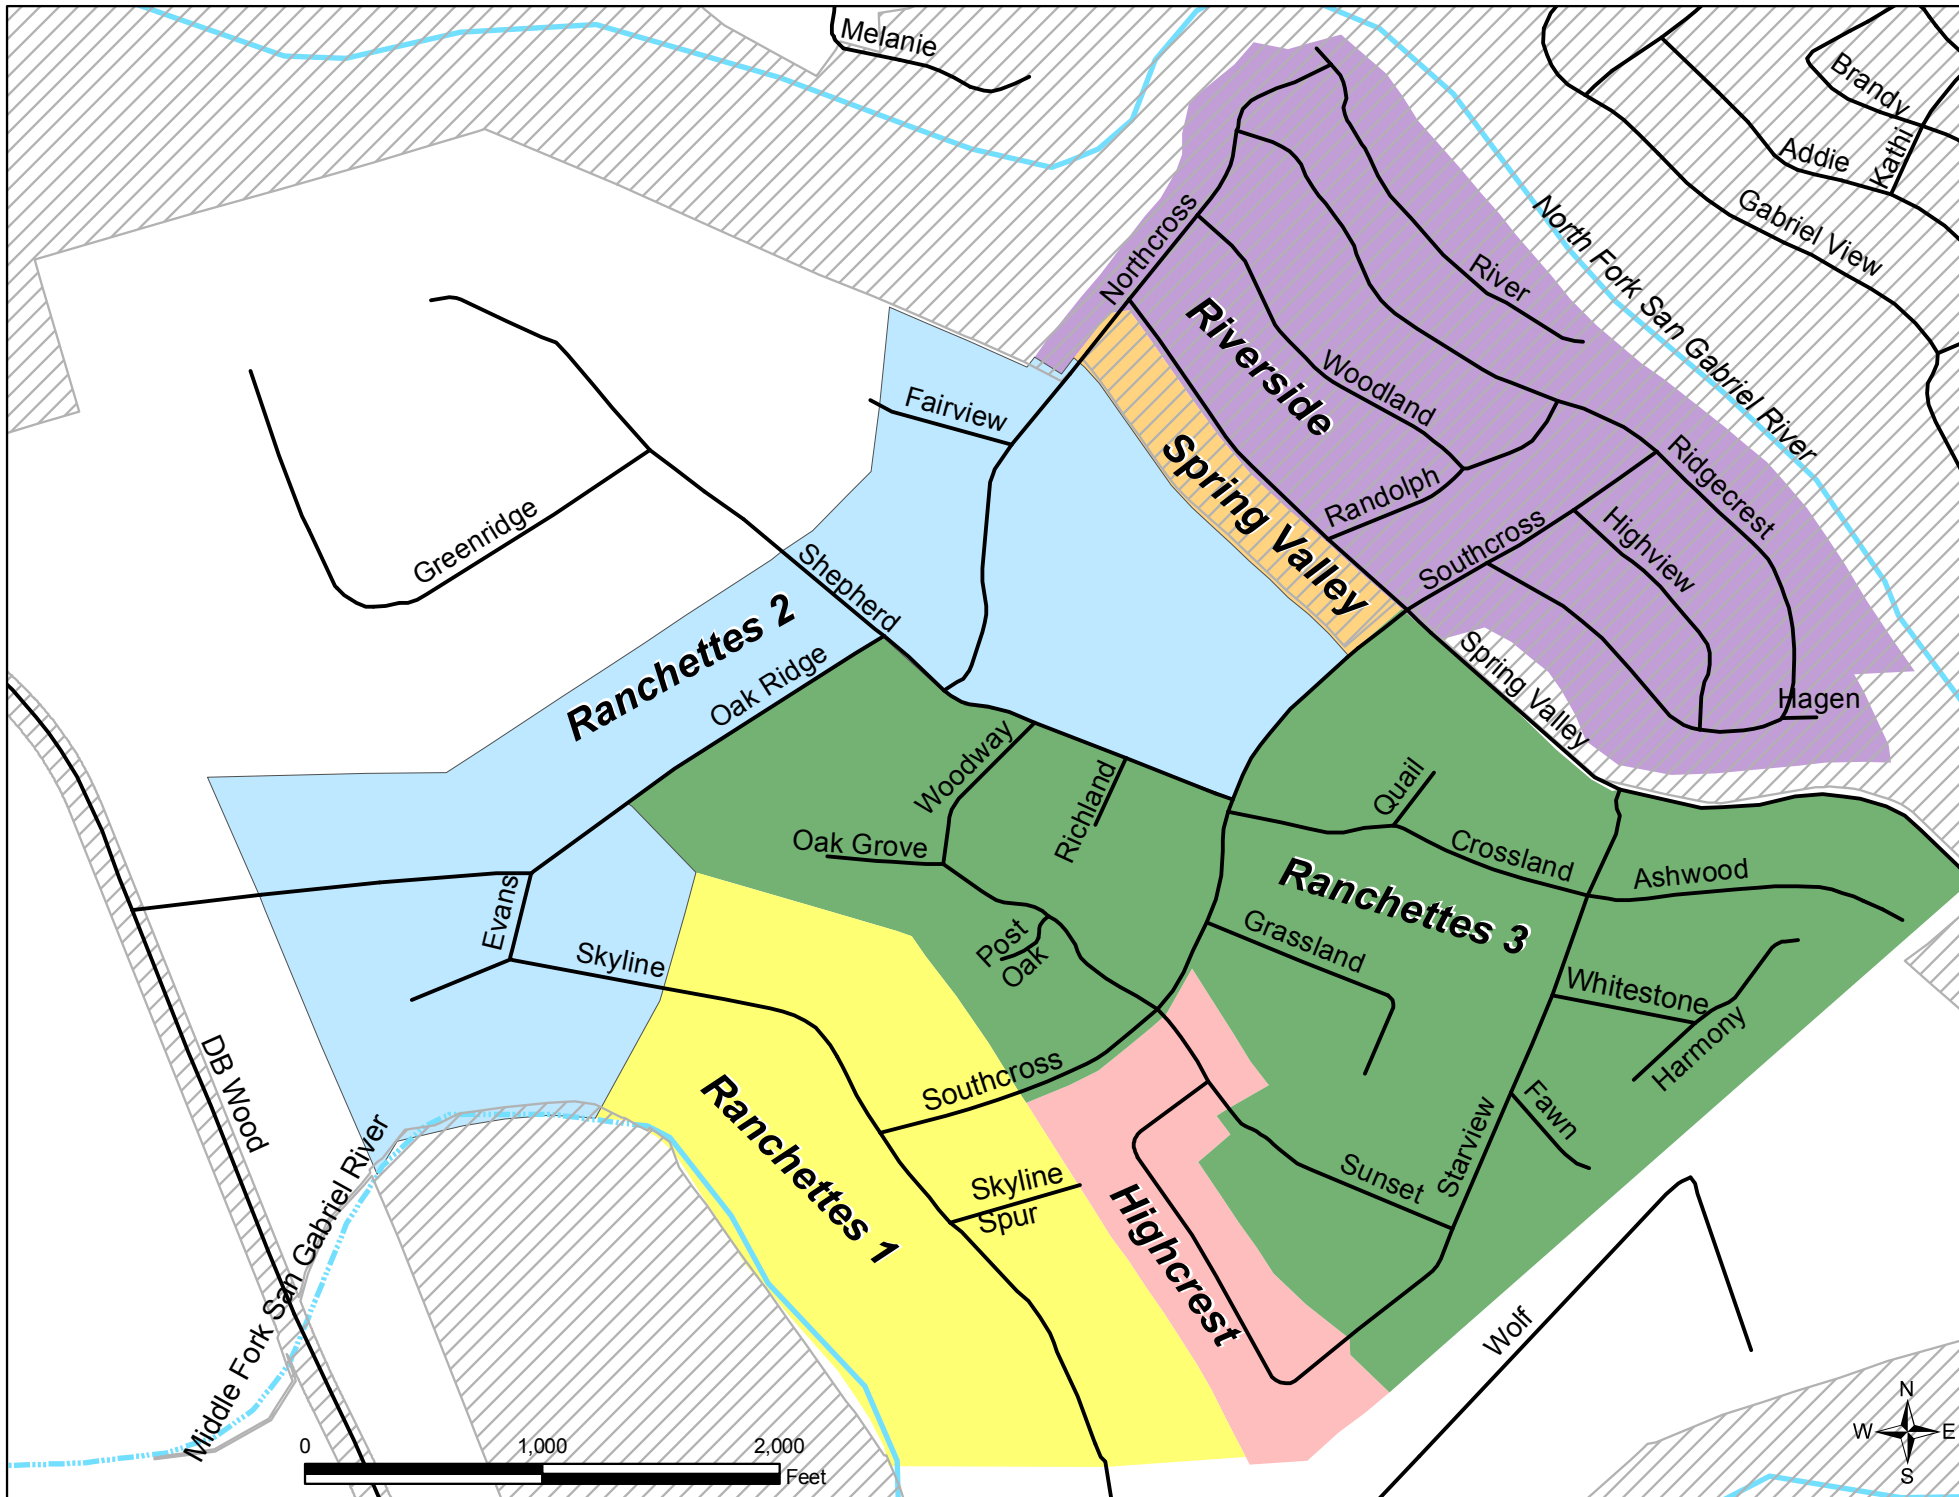 Melanie
Brandy
Addie
Kathi
Gabriel View
North Fork San Gabriel River
Northcross
River
Riverside
Woodland
Fairview
Spring Valley
Randolph
Ridgecrest
Southcross
Highview
Greenridge
Shepherd
Ranchettes 2
Oak Ridge
Spring Valley
Hagen
Woodway
Richland
Quail
Oak Grove
Crossland
Ashwood
Ranchettes 3
Evans
Skyline
Post
Oak
Grassland
Whitestone
Harmony
DB Wood
Southcross
Ranchettes 1
Fawn
Starview
Sunset
Skyline
Spur
Highcrest
Middle Fork San Gabriel River
Wolf
0
1,000
2,000
Feet
N
W
E
S